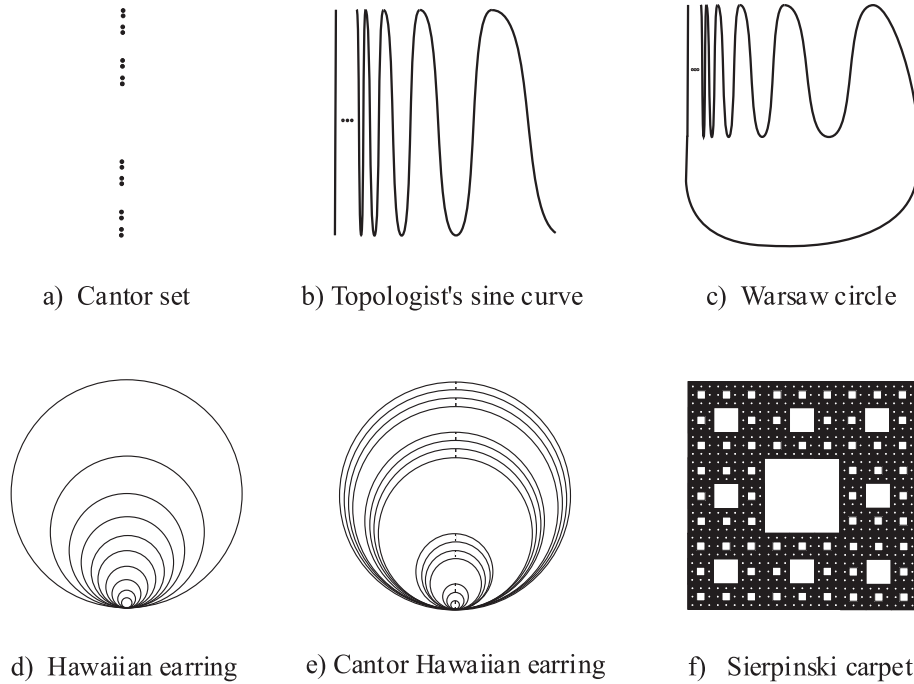 a) Cantor set
b) Topologist's sine curve
c) Warsaw circle
d) Hawaiian earring
e) Cantor Hawaiian earring
f) Sierpinski carpet